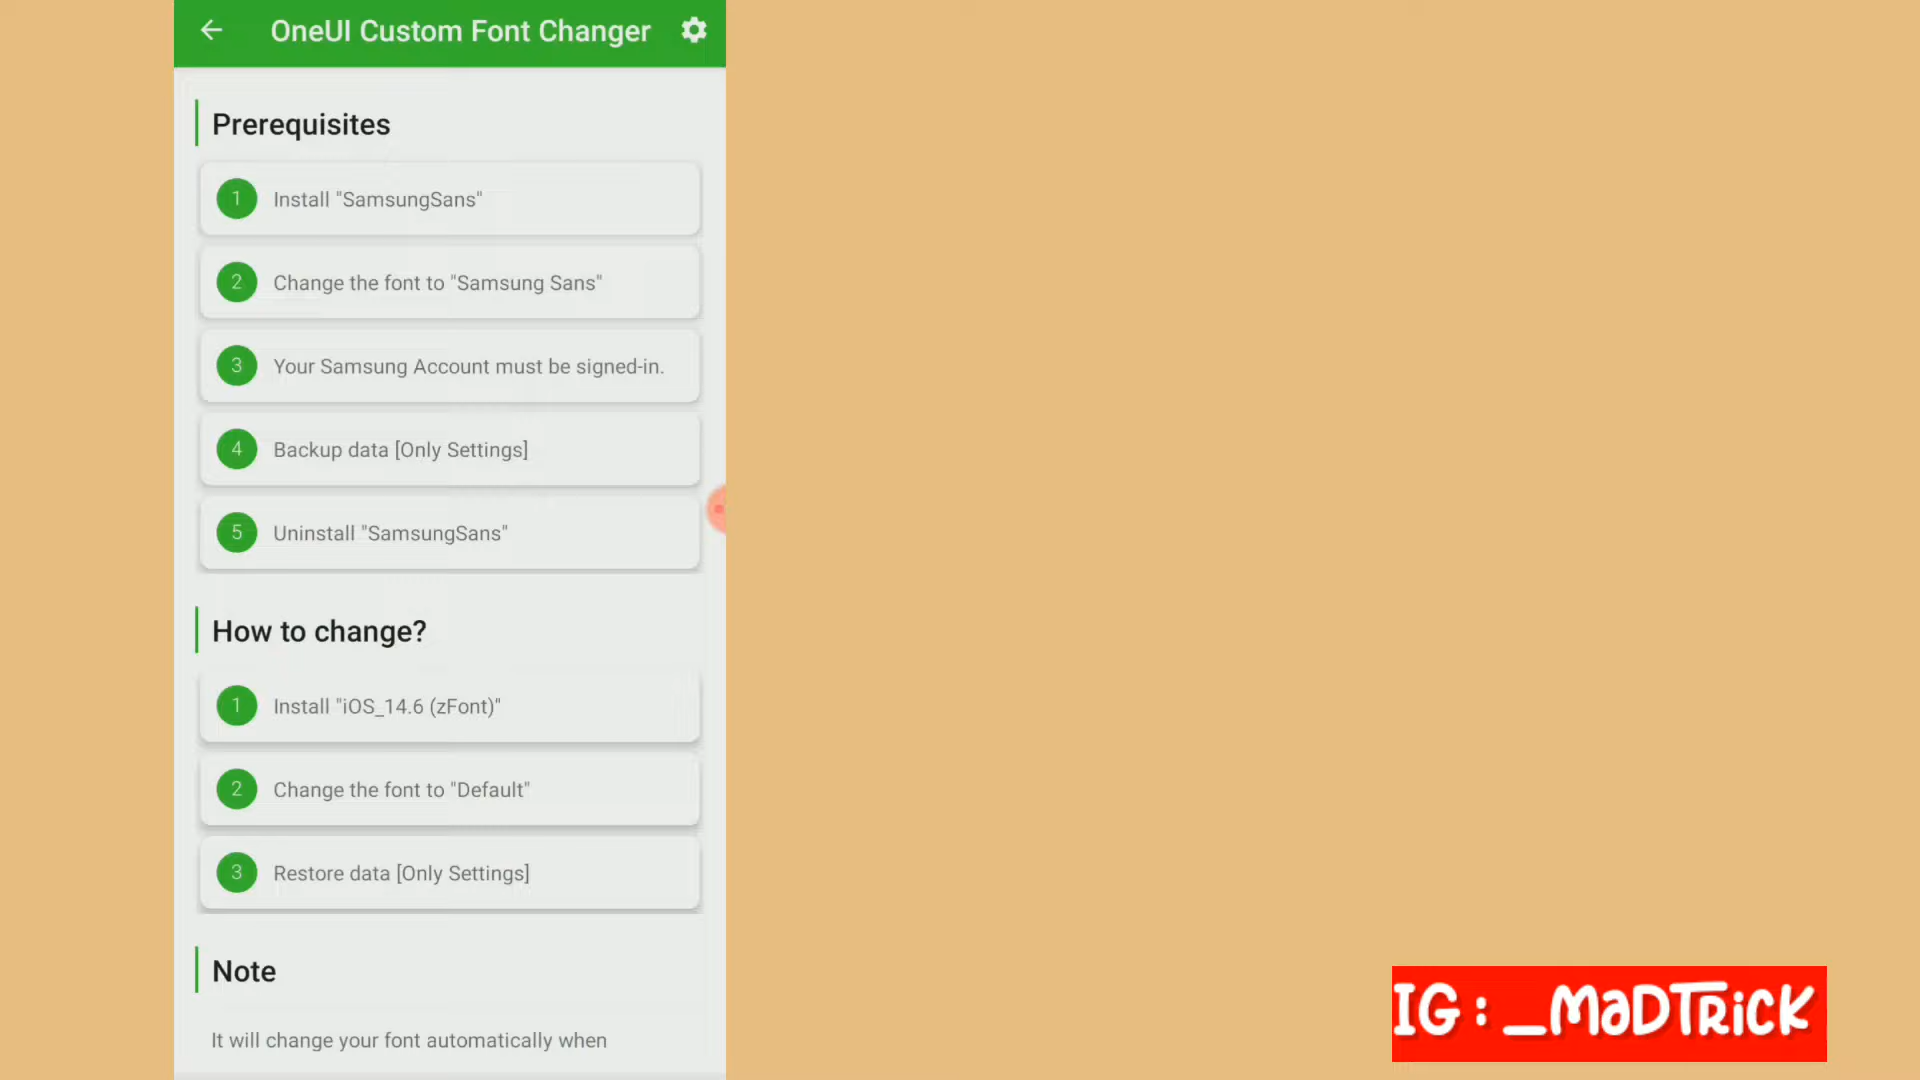 OneUI Custom Font Changer
Prerequisites
1 Install "SamsungSans"
2 Change the font to "Samsung Sans"
3 Your Samsung Account must be signed-in.
4 Backup data [Only Settings]
5 Uninstall "SamsungSans"
How to change?
1 Install "iOS_14.6 (zFont)"
2 Change the font to "Default"
3 Restore data [Only Settings]
Note
It will change your font automatically when
IG : _MaDTRicK